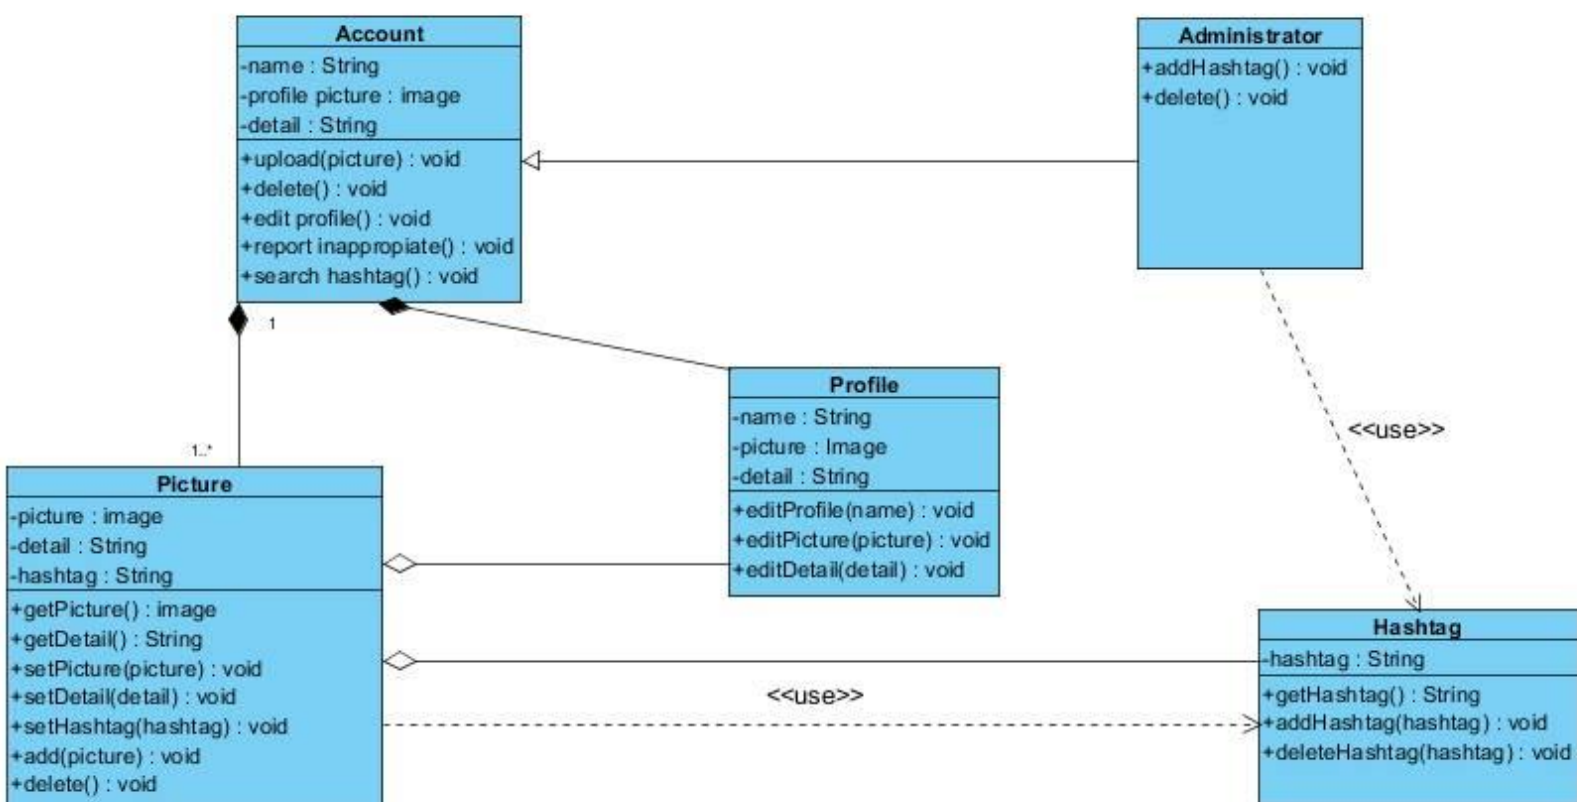 Account
-name : String
-profile picture : image
-detail : String
+upload(picture) : void
+delete() : void
+edit profile() : void
+report inappropiate() : void
+search hashtag() : void
Administrator
+addHashtag() : void
+delete() : void
1
1..*
Profile
-name : String
-picture : Image
-detail : String
+editProfile(name) : void
+editPicture(picture) : void
+editDetail(detail) : void
<<use>>
Picture
-picture : image
-detail : String
-hashtag : String
+getPicture() : image
+getDetail() : String
+setPicture(picture) : void
+setDetail(detail) : void
+setHashtag(hashtag) : void
+add(picture) : void
+delete() : void
<<use>>
Hashtag
-hashtag : String
+getHashtag() : String
+addHashtag(hashtag) : void
+deleteHashtag(hashtag) : void